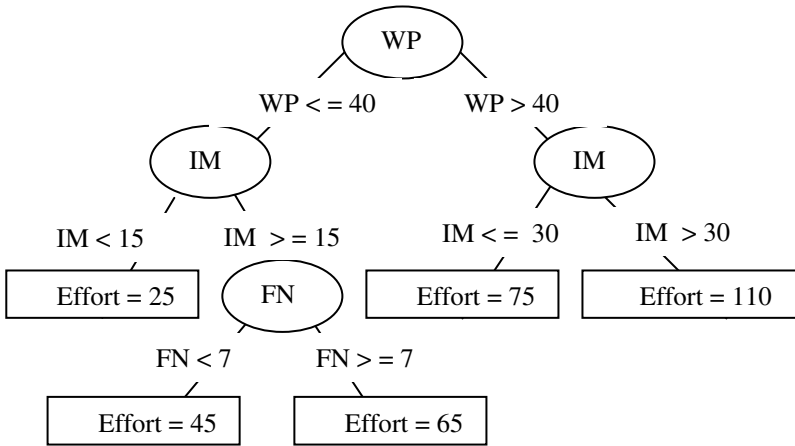 WP
WP < = 40
WP > 40
IM
IM
IM < 15
IM > = 15
IM < = 30
IM > 30
Effort = 25
FN
Effort = 75
Effort = 110
FN < 7
FN > = 7
Effort = 45
Effort = 65